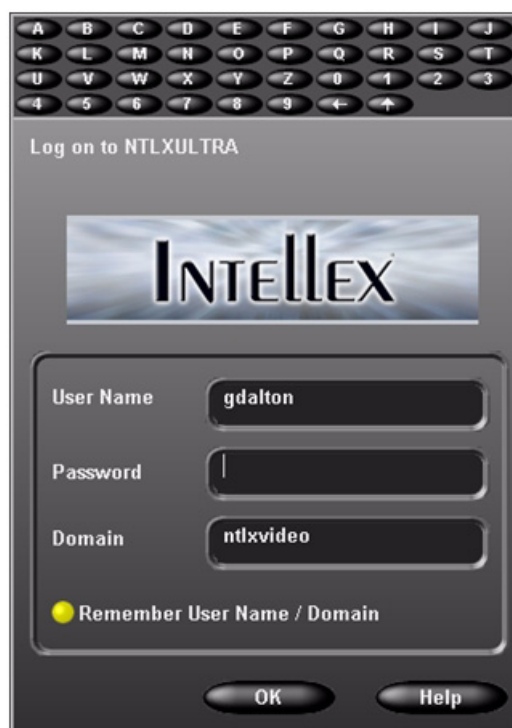 A B C D E F G H I J
K L M N O P Q R S T
U V W X Y Z 0 1 2 3
4 5 6 7 8 9 ← ↑
Log on to NTLXULTRA
INTELLEX
User Name gdalton
Password
Domain ntlxvideo
Remember User Name / Domain
OK Help